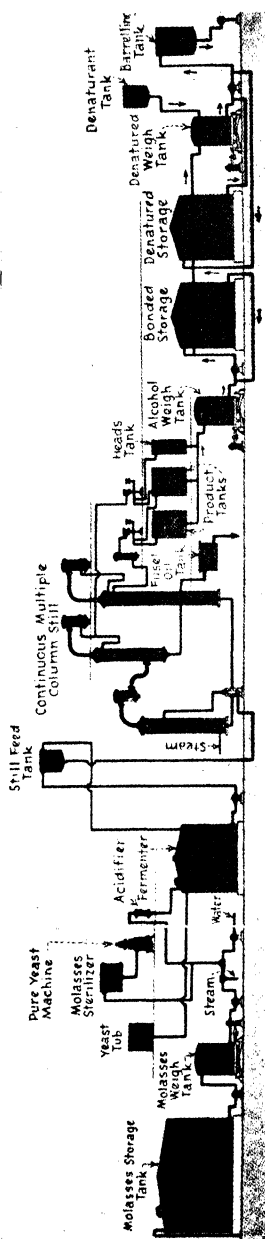 Molasses Storage
Tank
Molasses
Weigh
Tank
Yeast
Tub
Molasses
Sterilizer
Pure Yeast
Machine
Acidifier
Fermenter
Steam
Water
Still Feed
Tank
Steam
Continuous Multiple
Column Still
Fusel
Oil
Tank
Product
Tanks
Heads
Tank
Alcohol
Weigh
Tank
Bonded
Storage
Denatured
Storage
Denatured
Weigh
Tank
Denaturant
Tank
Barreling
Tank